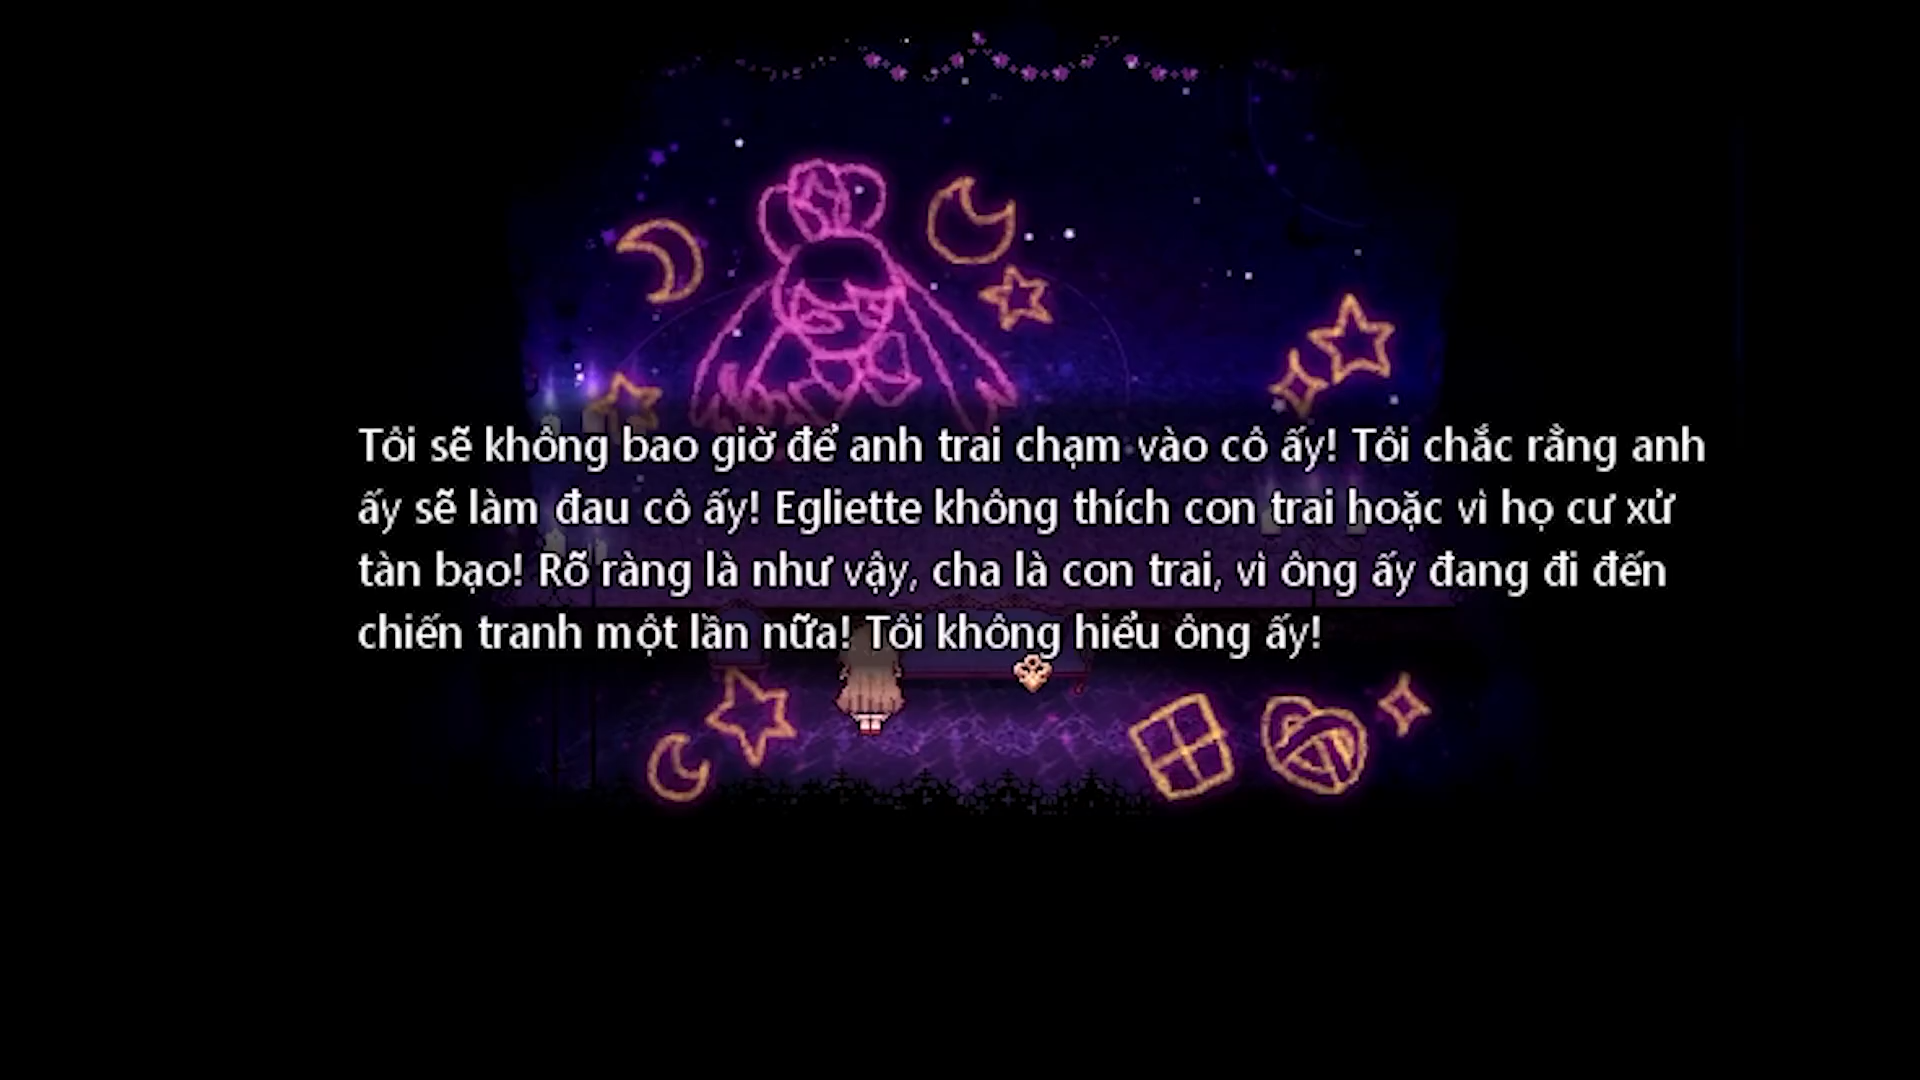 Tôi sẽ không bao giờ để anh trai chạm vào cô ấy! Tôi chắc rằng anh
ấy sẽ làm đau cô ấy! Egliette không thích con trai hoặc vì họ cư xử
tàn bạo! Rõ ràng là như vậy, cha là con trai, vì ông ấy đang đi đến
chiến tranh một lần nữa! Tôi không hiểu ông ấy!